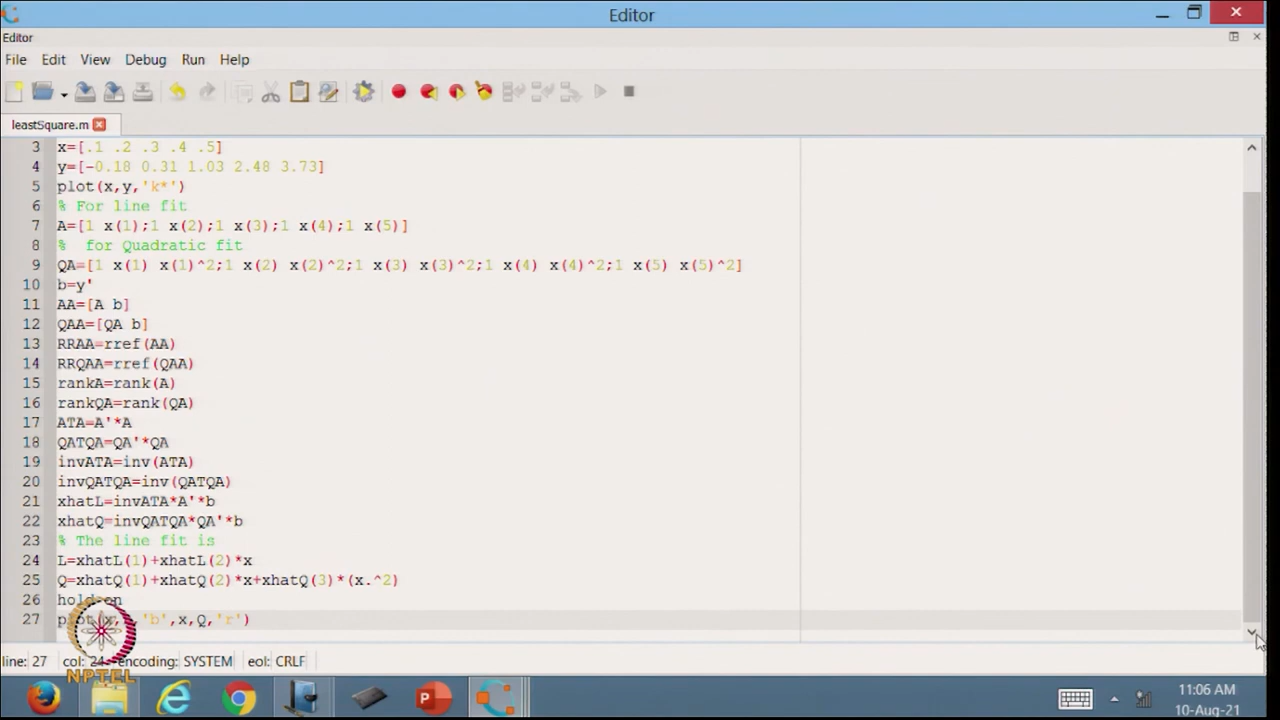 Editor
Editor
File Edit View Debug Run Help
leastSquare.m
3 x=[.1 .2 .3 .4 .5]
4 y=[-0.18 0.31 1.03 2.48 3.73]
5 plot(x,y,'k*')
6 % For line fit
7 A=[1 x(1);1 x(2);1 x(3);1 x(4);1 x(5)]
8 %  for Quadratic fit
9 QA=[1 x(1) x(1)^2;1 x(2) x(2)^2;1 x(3) x(3)^2;1 x(4) x(4)^2;1 x(5) x(5)^2]
10 b=y'
11 AA=[A b]
12 QAA=[QA b]
13 RRAA=rref(AA)
14 RRQAA=rref(QAA)
15 rankA=rank(A)
16 rankQA=rank(QA)
17 ATA=A'*A
18 QATQA=QA'*QA
19 invATA=inv(ATA)
20 invQATQA=inv(QATQA)
21 xhatL=invATA*A'*b
22 xhatQ=invQATQA*QA'*b
23 % The line fit is
24 L=xhatL(1)+xhatL(2)*x
25 Q=xhatQ(1)+xhatQ(2)*x+xhatQ(3)*(x.^2)
26 hold on
27 'b',x,Q,'r')
line: 27 col: 24 encoding: SYSTEM eol: CRLF
NPTEL
11:06 AM
10-Aug-21